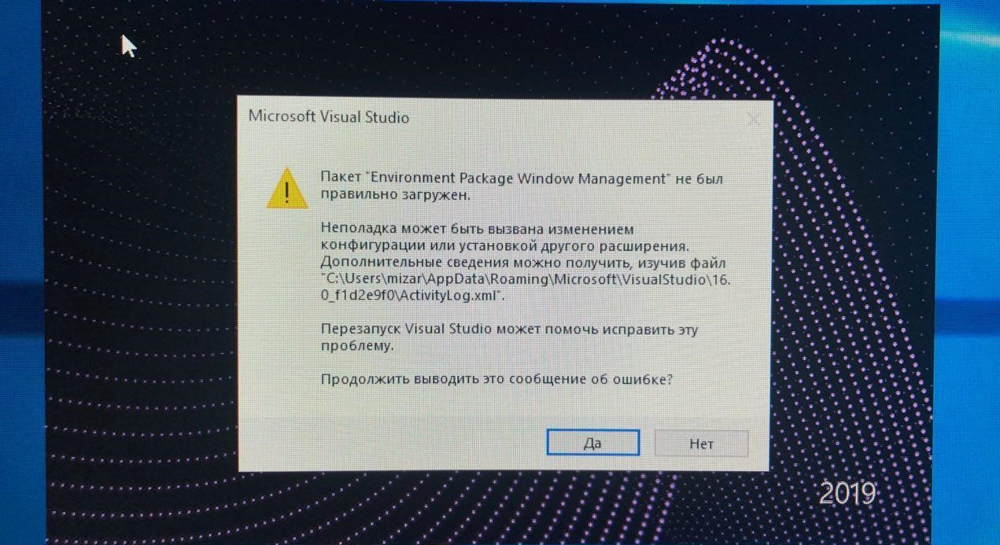 Microsoft Visual Studio
Пакет "Environment Package Window Management" не был
правильно загружен.
Неполадка может быть вызвана изменением
конфигурации или установкой другого расширения.
Дополнительные сведения можно получить, изучив файл
"C:\Users\mizar\AppData\Roaming\Microsoft\VisualStudio\16.
0_f1d2e9f0\ActivityLog.xml".
Перезапуск Visual Studio может помочь исправить эту
проблему.
Продолжить выводить это сообщение об ошибке?
Да
Нет
2019